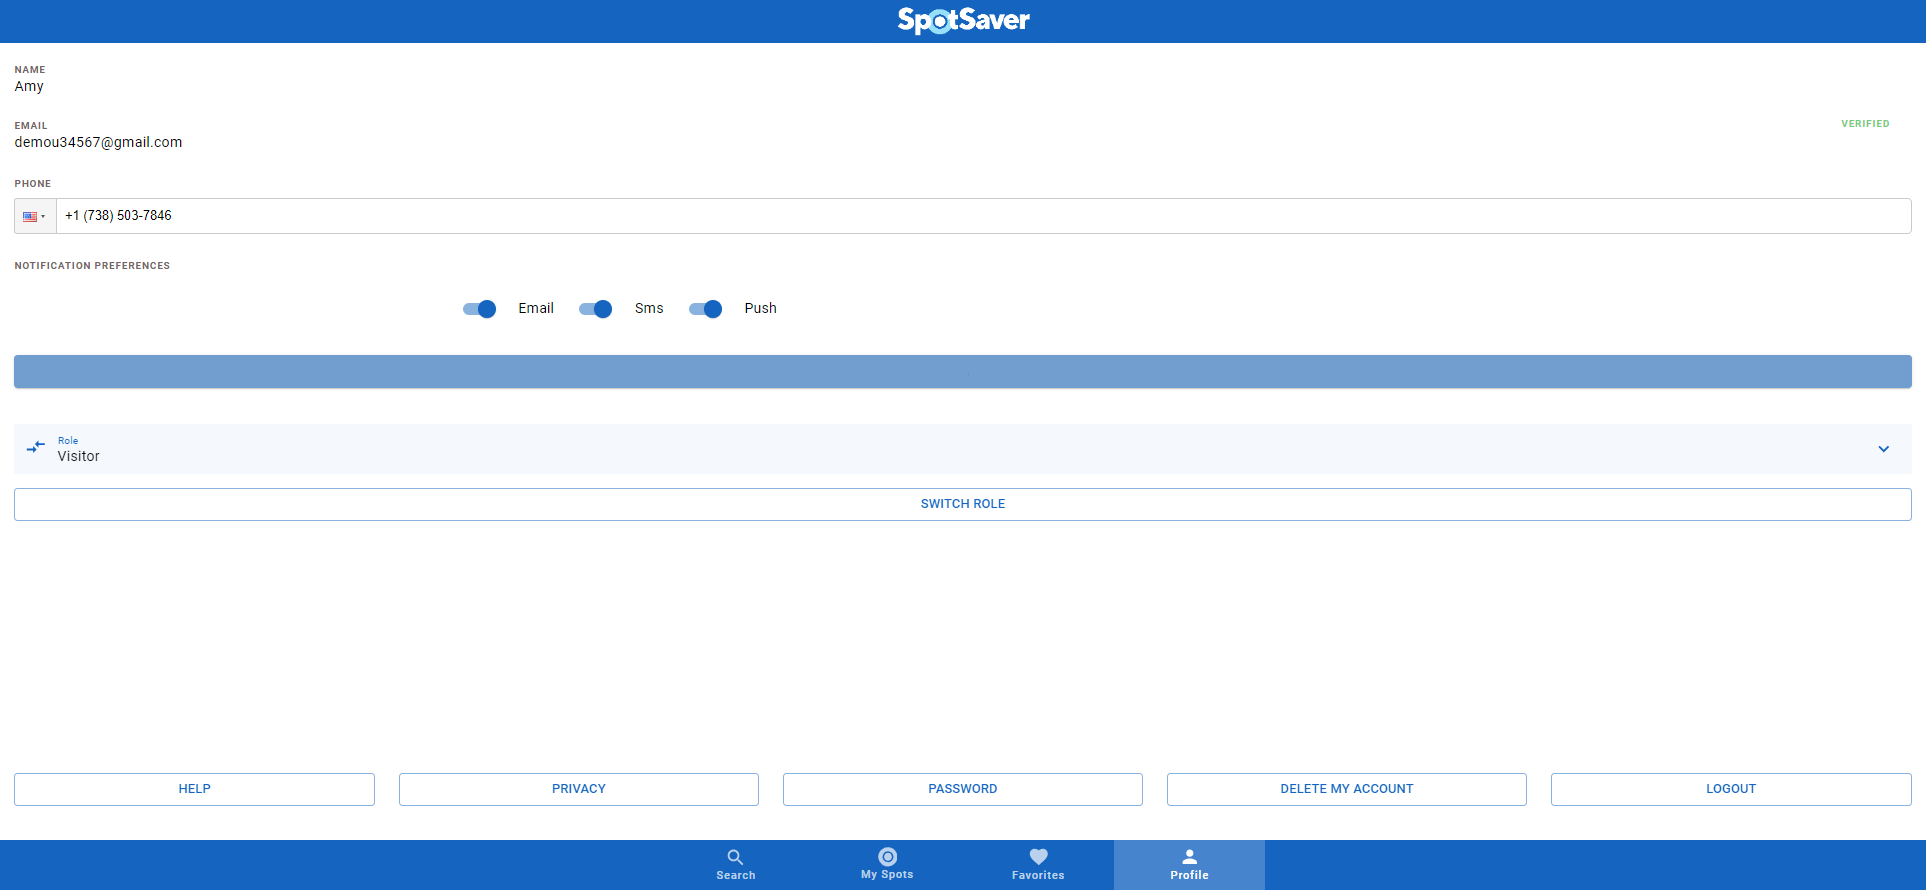 SpotSaver
NAME
Amy
EMAIL
VERIFIED
demou34567@gmail.com
PHONE
+1 (738) 503-7846
NOTIFICATION PREFERENCES
Email Sms Push
Role
Visitor
SWITCH ROLE
HELP PRIVACY PASSWORD DELETE MY ACCOUNT LOGOUT
Search My Spots Favorites Profile